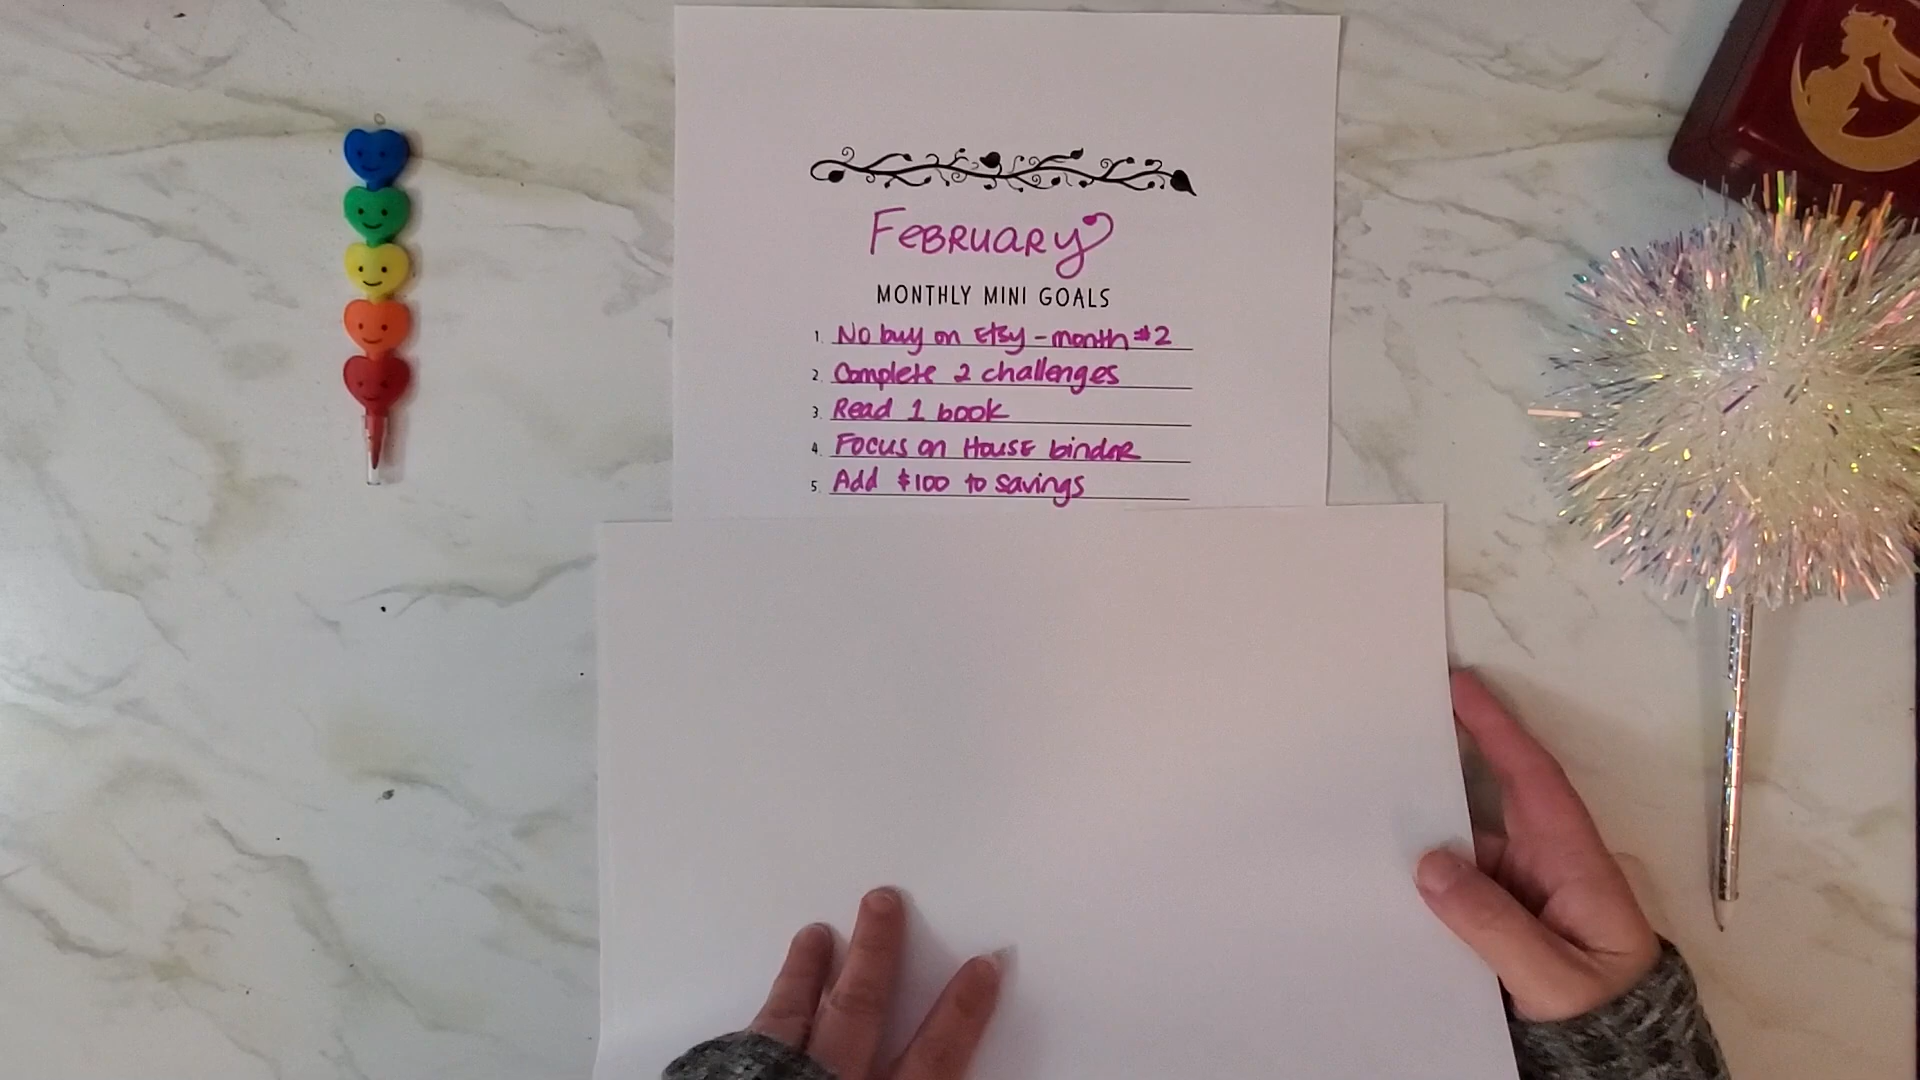 February
MONTHLY MINI GOALS
1. No buy on Etsy - month #2
2. Complete 2 challenges
3. Read 1 book
4. Focus on House binder
5. Add $100 to savings